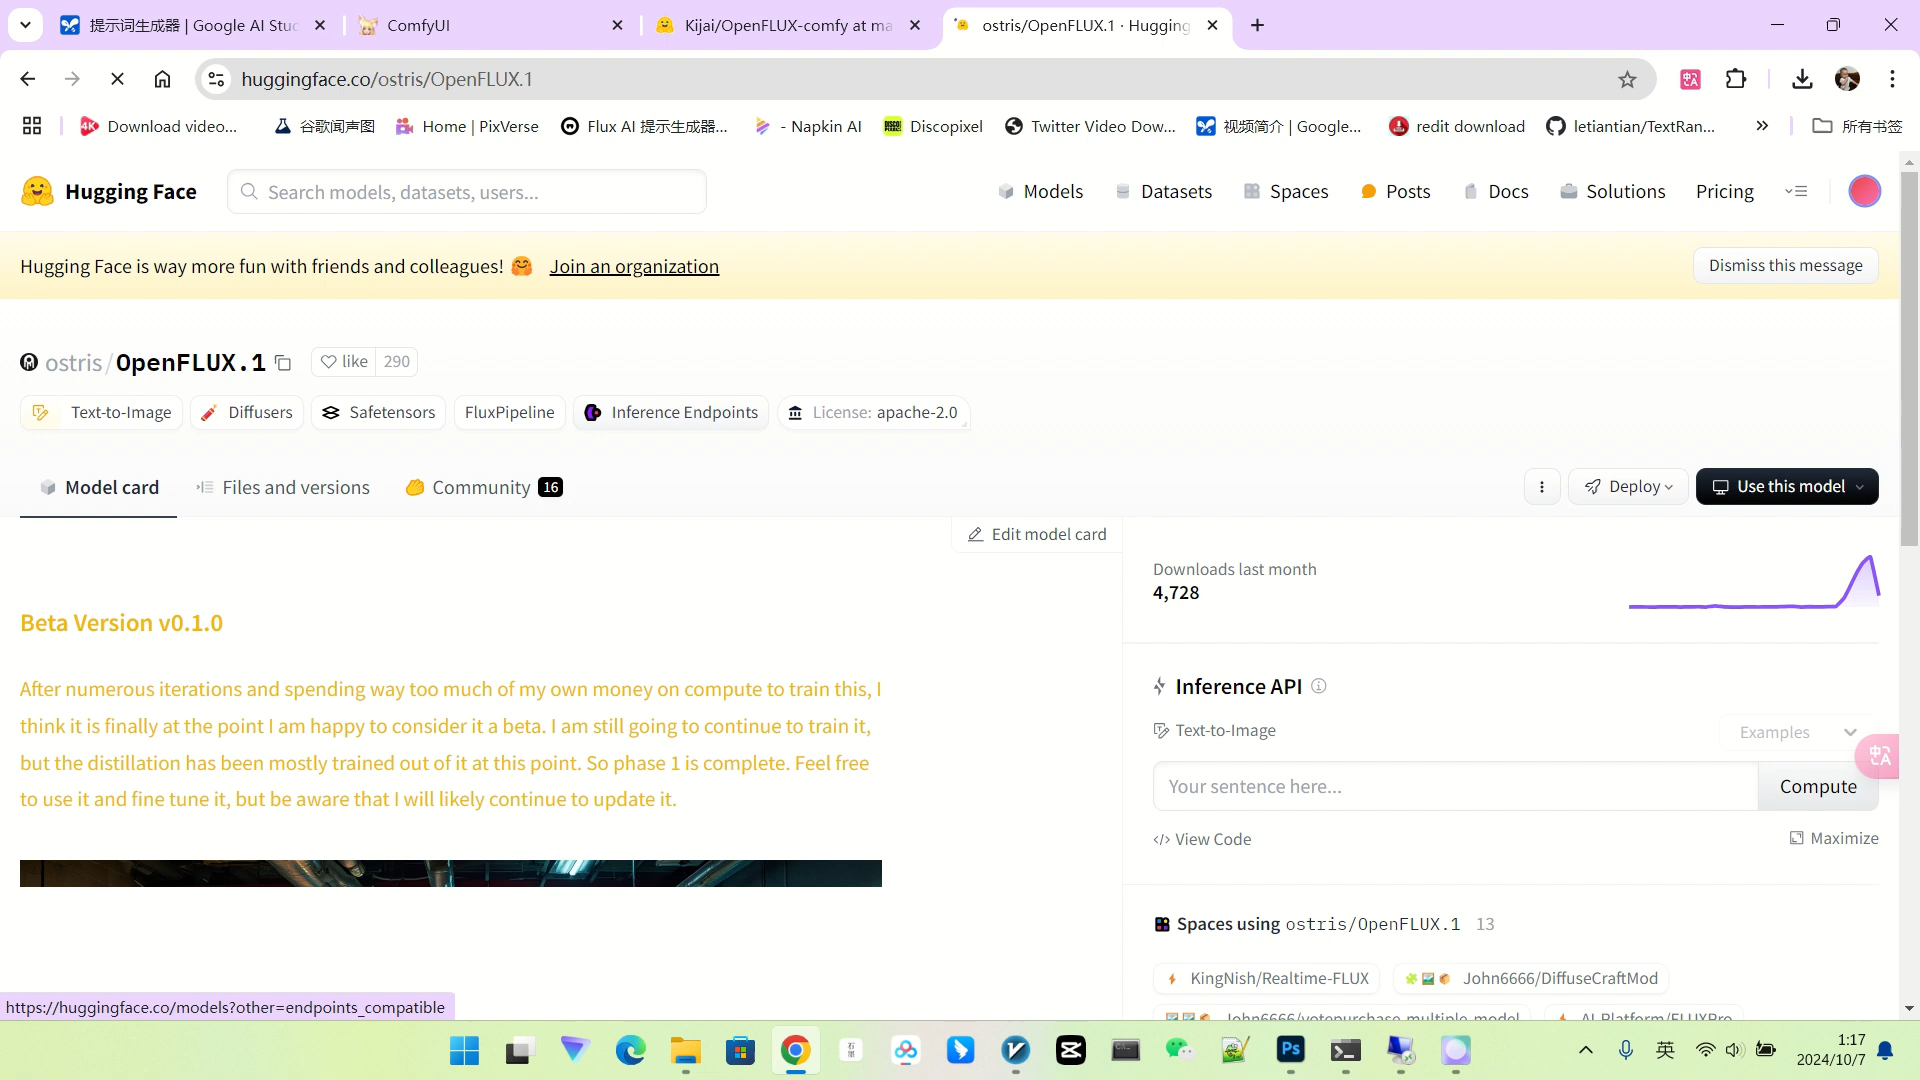 提示词生成器 | Google AI Stu
ComfyUI
Kijai/OpenFLUX-comfy at ma
ostris/OpenFLUX.1 · Hugging
huggingface.co/ostris/OpenFLUX.1
Download video...
谷歌闻声图
Home | PixVerse
Flux AI 提示生成器...
- Napkin AI
Discopixel
Twitter Video Dow...
视频简介 | Google...
redit download
letiantian/TextRan...
所有书签
Hugging Face
Search models, datasets, users...
Models
Datasets
Spaces
Posts
Docs
Solutions
Pricing
Hugging Face is way more fun with friends and colleagues! 🤗 Join an organization
Dismiss this message
ostris/OpenFLUX.1
like 290
Text-to-Image
Diffusers
Safetensors
FluxPipeline
Inference Endpoints
License: apache-2.0
Model card
Files and versions
Community 16
Deploy
Use this model
Edit model card
Beta Version v0.1.0
After numerous iterations and spending way too much of my own money on compute to train this, I
think it is finally at the point I am happy to consider it a beta. I am still going to continue to train it,
but the distillation has been mostly trained out of it at this point. So phase 1 is complete. Feel free
to use it and fine tune it, but be aware that I will likely continue to update it.
Downloads last month
4,728
Inference API
Text-to-Image
Examples
Your sentence here...
Compute
</> View Code
Maximize
Spaces using ostris/OpenFLUX.1 13
KingNish/Realtime-FLUX
John6666/DiffuseCraftMod
John6666/votepurchase-multiple-model
AI-Platform/FLUXPro
https://huggingface.co/models?other=endpoints_compatible
Ps
英
1:17
2024/10/7